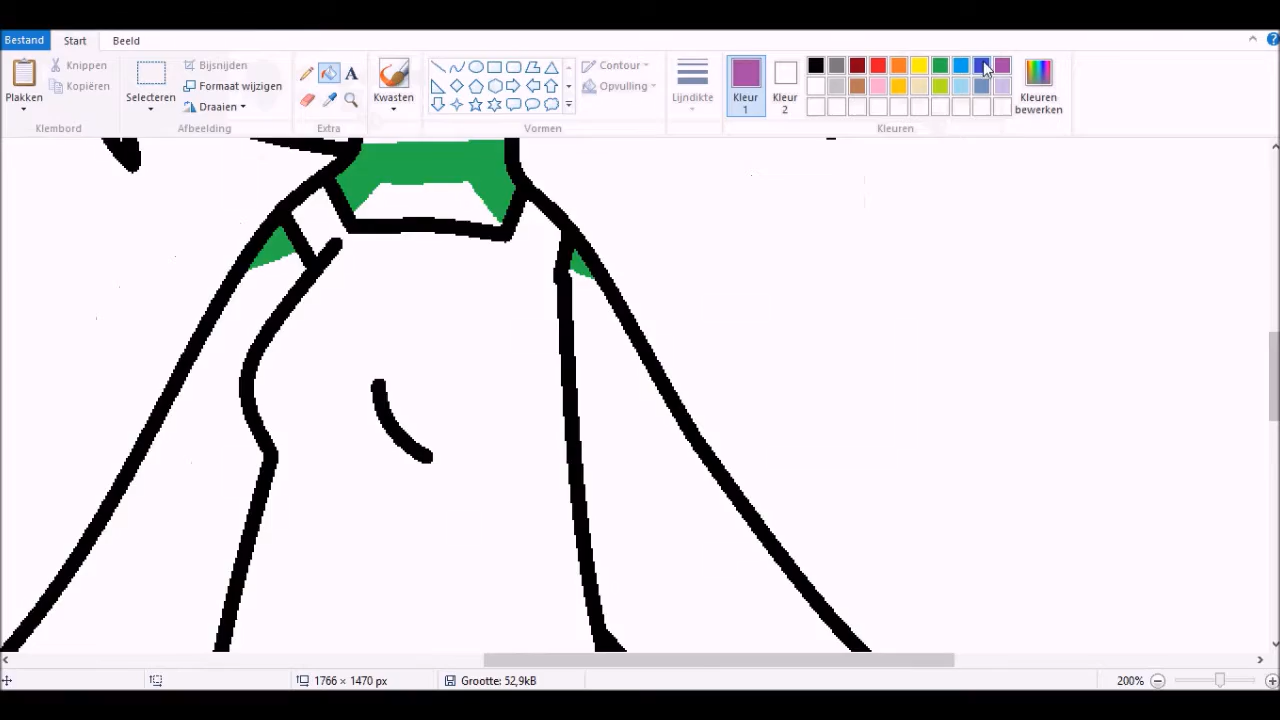 Bestand Start Beeld
Plakken
Knippen
Kopiëren
Klembord
Selecteren
Bijsnijden
Formaat wijzigen
Draaien
Afbeelding
A
Extra
Kwasten
Contour
Opvulling
Vormen
Lijndikte
Kleur
1
Kleur
2
Kleuren
bewerken
Kleuren
1766 × 1470 px
Grootte: 52,9kB
200%